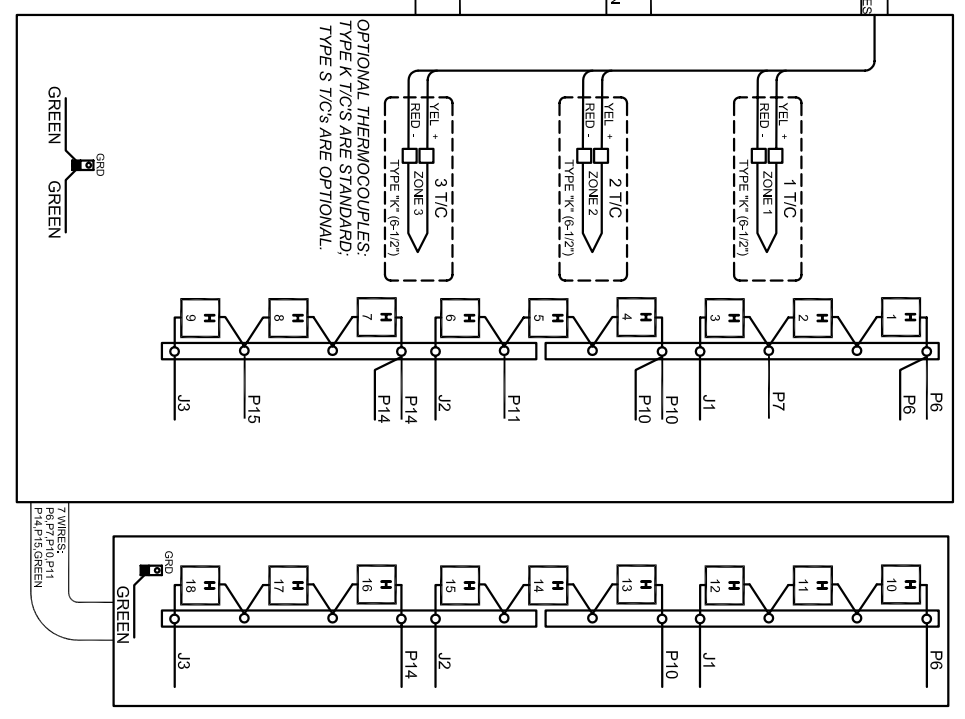 ES
N
YEL +
RED -
1 T/C
ZONE 1
TYPE "K" (6-1/2")
YEL +
RED -
2 T/C
ZONE 2
TYPE "K" (6-1/2")
YEL +
RED -
3 T/C
ZONE 3
TYPE "K" (6-1/2")
OPTIONAL THERMOCOUPLES:
TYPE K T/C'S ARE STANDARD;
TYPE S T/C's ARE OPTIONAL.
GREEN
GRD
GREEN
H 1
H 2
H 3
H 4
H 5
H 6
H 7
H 8
H 9
P6
P6
P7
J1
P10
P10
P11
J2
P14
P14
P15
J3
7 WIRES:
P6,P7,P10,P11
P14,P15,GREEN
GRD
GREEN
H 10
H 11
H 12
H 13
H 14
H 15
H 16
H 17
H 18
P6
J1
P10
J2
P14
J3